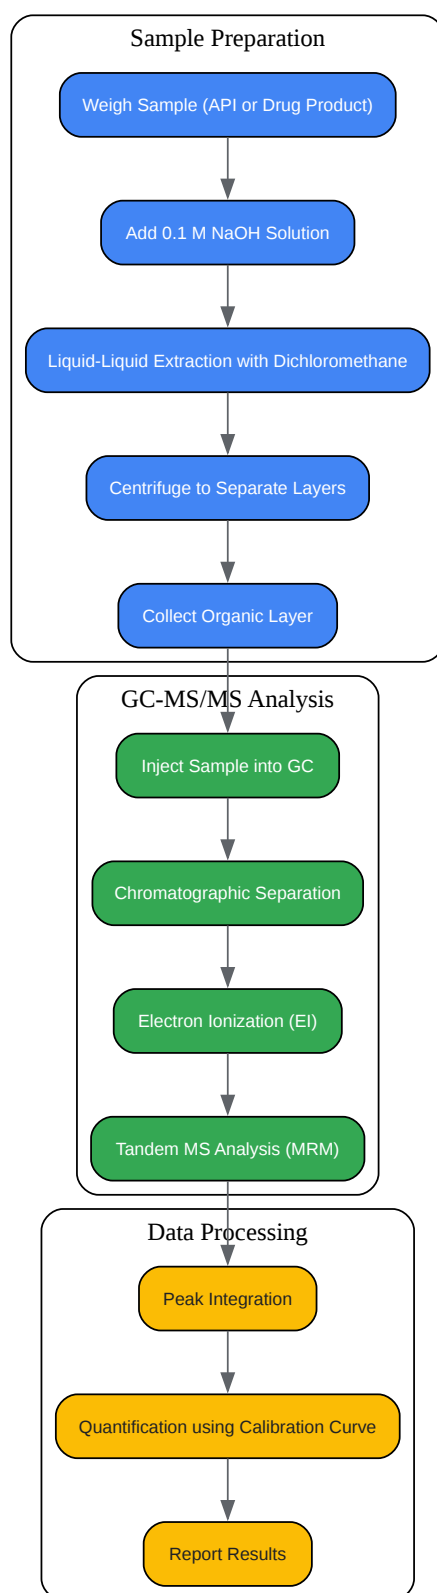 Sample Preparation
Weigh Sample (API or Drug Product)
Add 0.1 M NaOH Solution
Liquid-Liquid Extraction with Dichloromethane
Centrifuge to Separate Layers
Collect Organic Layer
GC-MS/MS Analysis
Inject Sample into GC
Chromatographic Separation
Electron Ionization (EI)
Tandem MS Analysis (MRM)
Data Processing
Peak Integration
Quantification using Calibration Curve
Report Results